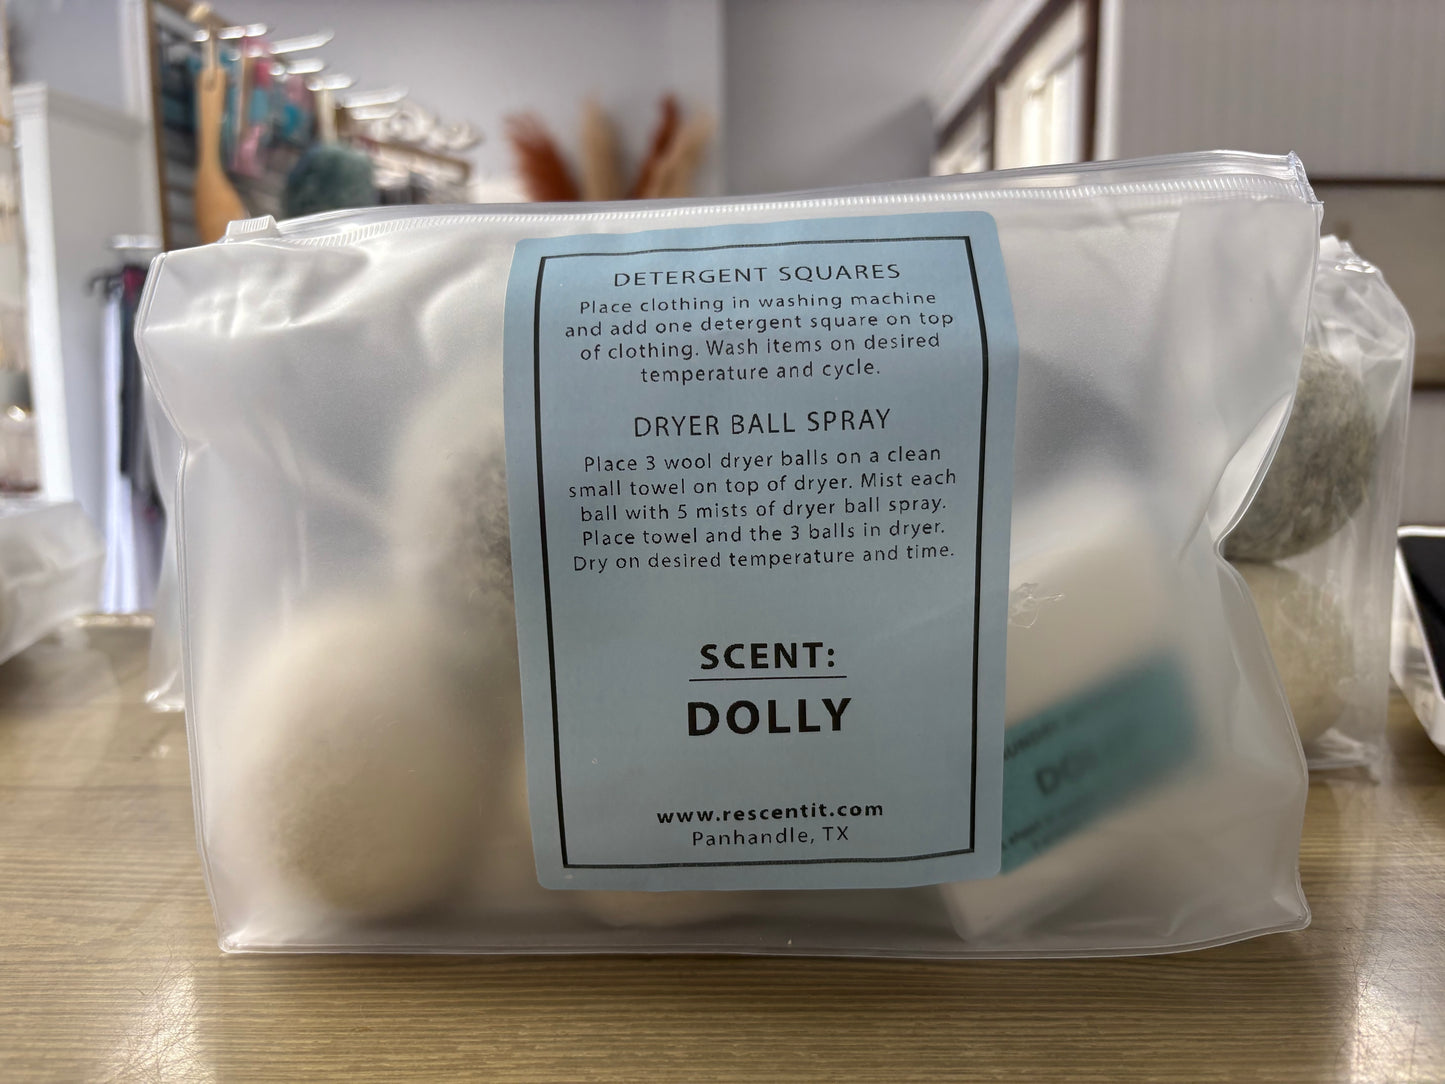 DETERGENT SQUARES
Place clothing in washing machine
and add one detergent square on top
of clothing. Wash items on desired
temperature and cycle.
DRYER BALL SPRAY
Place 3 wool dryer balls on a clean
small towel on top of dryer. Mist each
ball with 5 mists of dryer ball spray.
Place towel and the 3 balls in dryer.
Dry on desired temperature and time.
SCENT:
DOLLY
www.rescentit.com
Panhandle, TX